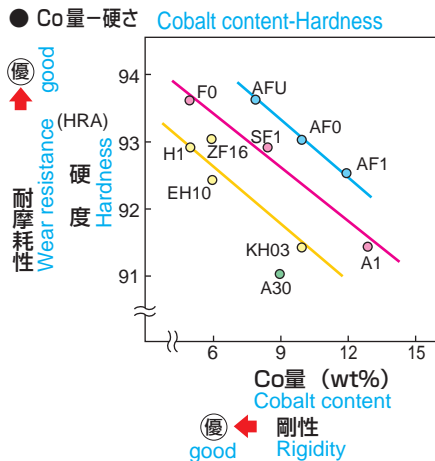 ● Co量－硬さ Cobalt content-Hardness
優 good
耐摩耗性
Wear resistance
(HRA)
硬度
Hardness
94
93
92
91
F0
AFU
AF0
AF1
H1
ZF16
SF1
EH10
KH03
A30
A1
6 9 12 15
Co量（wt%）
Cobalt content
優 剛性
good Rigidity